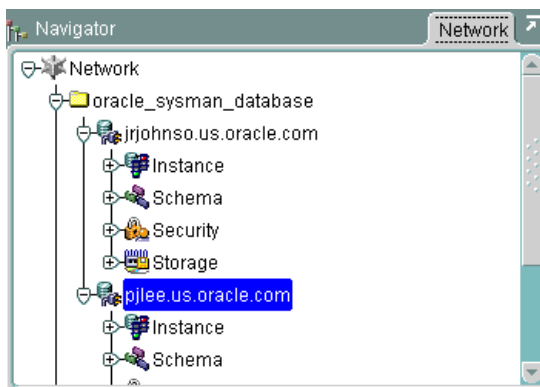 Navigator
Network
Network
oracle_sysman_database
jrjohnso.us.oracle.com
Instance
Schema
Security
Storage
pjlee.us.oracle.com
Instance
Schema